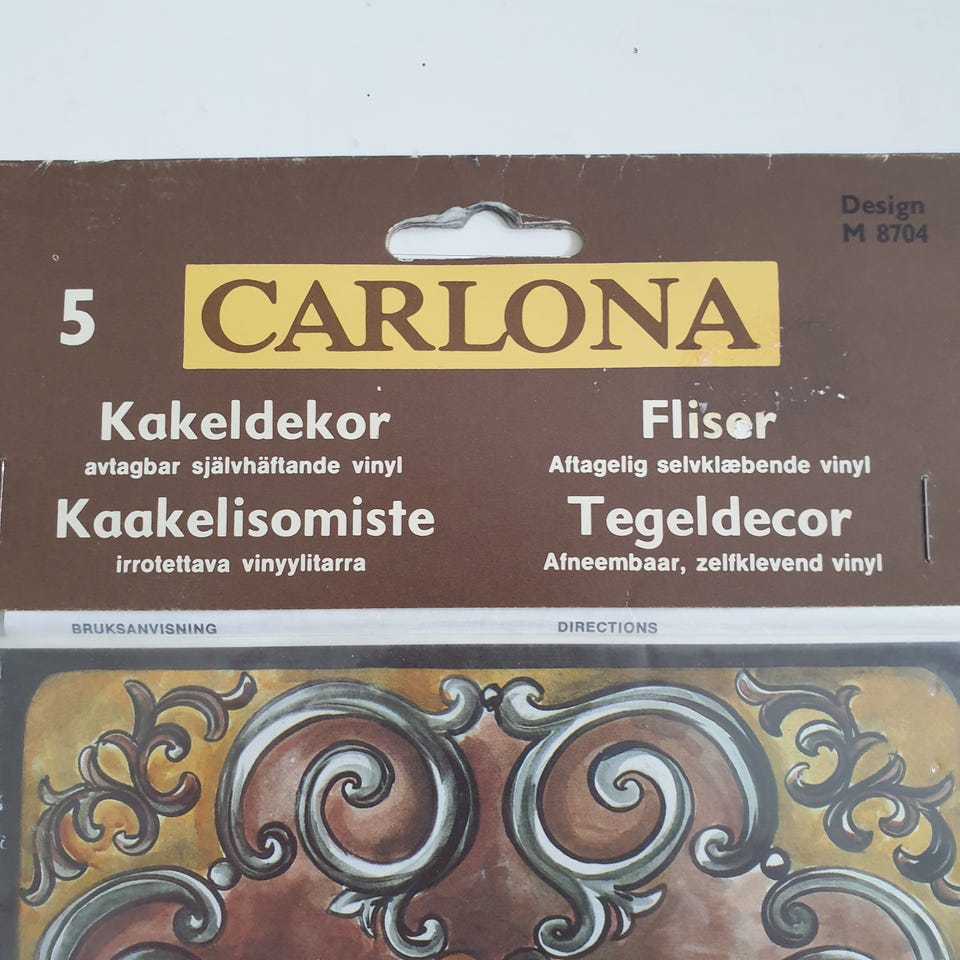 Design
M 8704
5
CARLONA
Kakeldekor
avtagbar självhäftande vinyl
Kaakelisomiste
irrotettava vinyylitarra
Fliser
Aftagelig selvklæbende vinyl
Tegeldecor
Afneembaar, zelfklevend vinyl
BRUKSANVISNING
DIRECTIONS